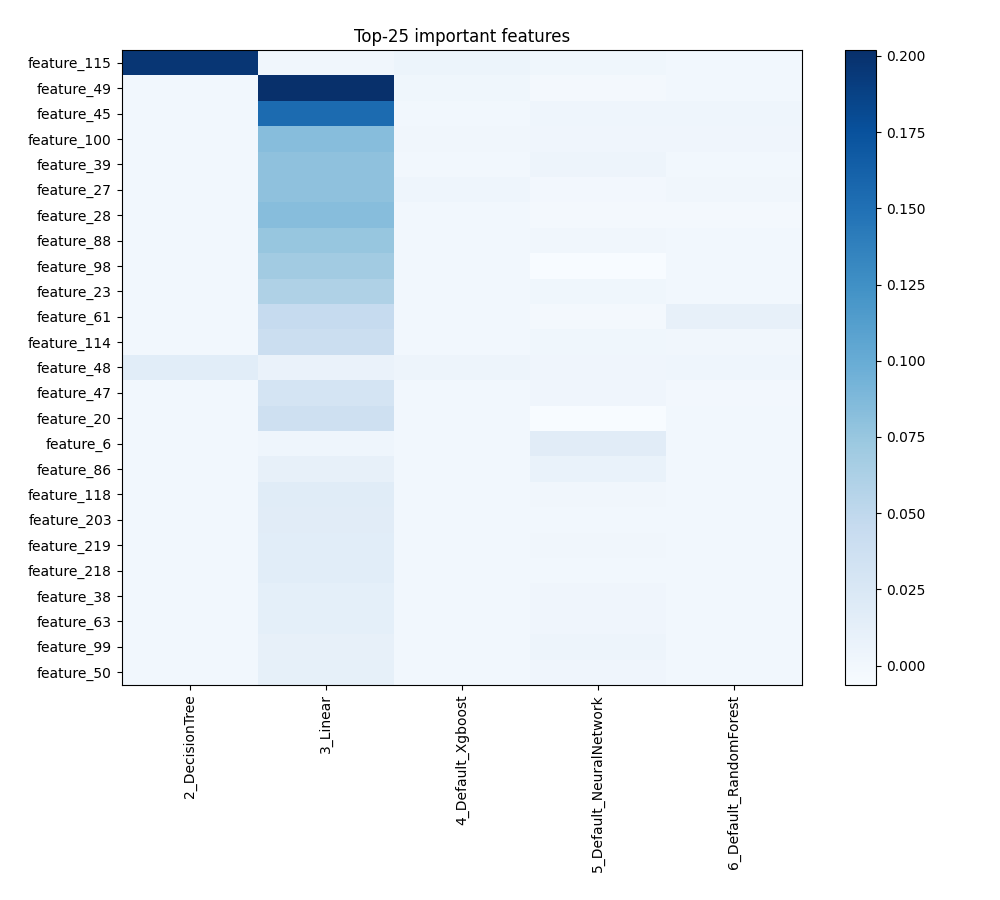 Top-25 important features
feature_115
feature_49
feature_45
feature_100
feature_39
feature_27
feature_28
feature_88
feature_98
feature_23
feature_61
feature_114
feature_48
feature_47
feature_20
feature_6
feature_86
feature_118
feature_203
feature_219
feature_218
feature_38
feature_63
feature_99
feature_50
2_DecisionTree
3_Linear
4_Default_Xgboost
5_Default_NeuralNetwork
6_Default_RandomForest
0.200
0.175
0.150
0.125
0.100
0.075
0.050
0.025
0.000